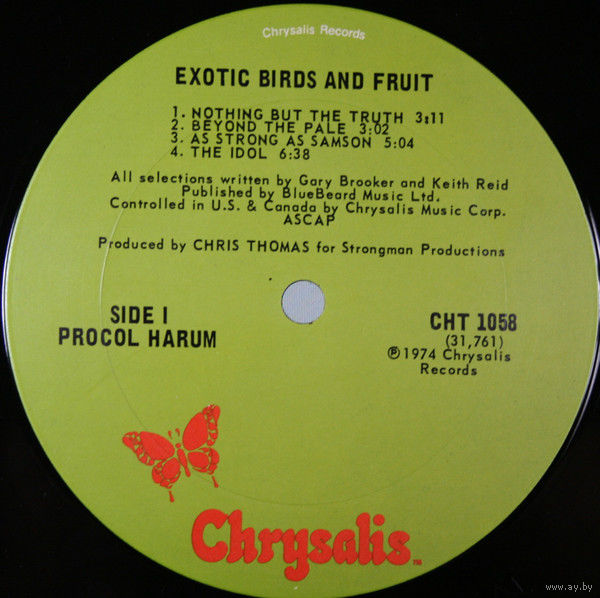 Chrysalis Records
EXOTIC BIRDS AND FRUIT
1. NOTHING BUT THE TRUTH 3:11
2. BEYOND THE PALE 3:02
3. AS STRONG AS SAMSON 5:04
4. THE IDOL 6:38
All selections written by Gary Brooker and Keith Reid
Published by BlueBeard Music Ltd.
Controlled in U.S. & Canada by Chrysalis Music Corp.
ASCAP
Produced by CHRIS THOMAS for Strongman Productions
SIDE I
PROCOL HARUM
CHT 1058
(31,761)
℗1974 Chrysalis
Records
Chrysalis™
www.ay.by